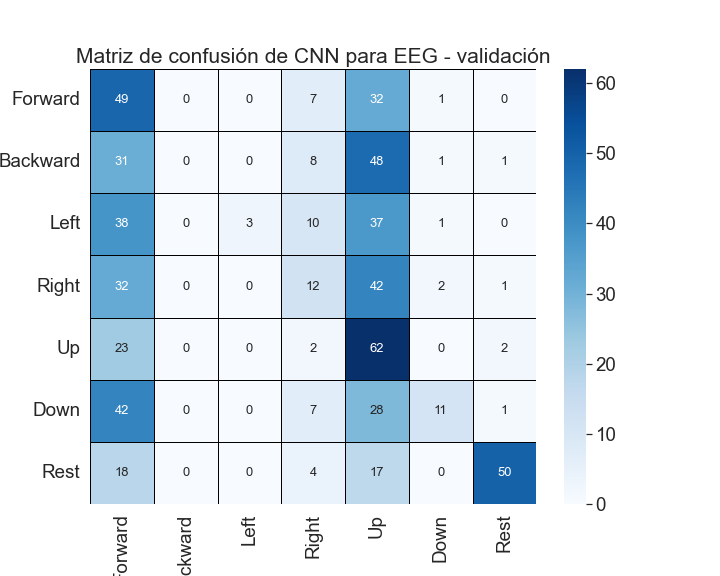 Matriz de confusión de CNN para EEG - validación
Forward 49 0 0 7 32 1 0
Backward 31 0 0 8 48 1 1
Left 38 0 3 10 37 1 0
Right 32 0 0 12 42 2 1
Up 23 0 0 2 62 0 2
Down 42 0 0 7 28 11 1
Rest 18 0 0 4 17 0 50
Forward ckward Left Right Up Down Rest
60
50
40
30
20
10
0